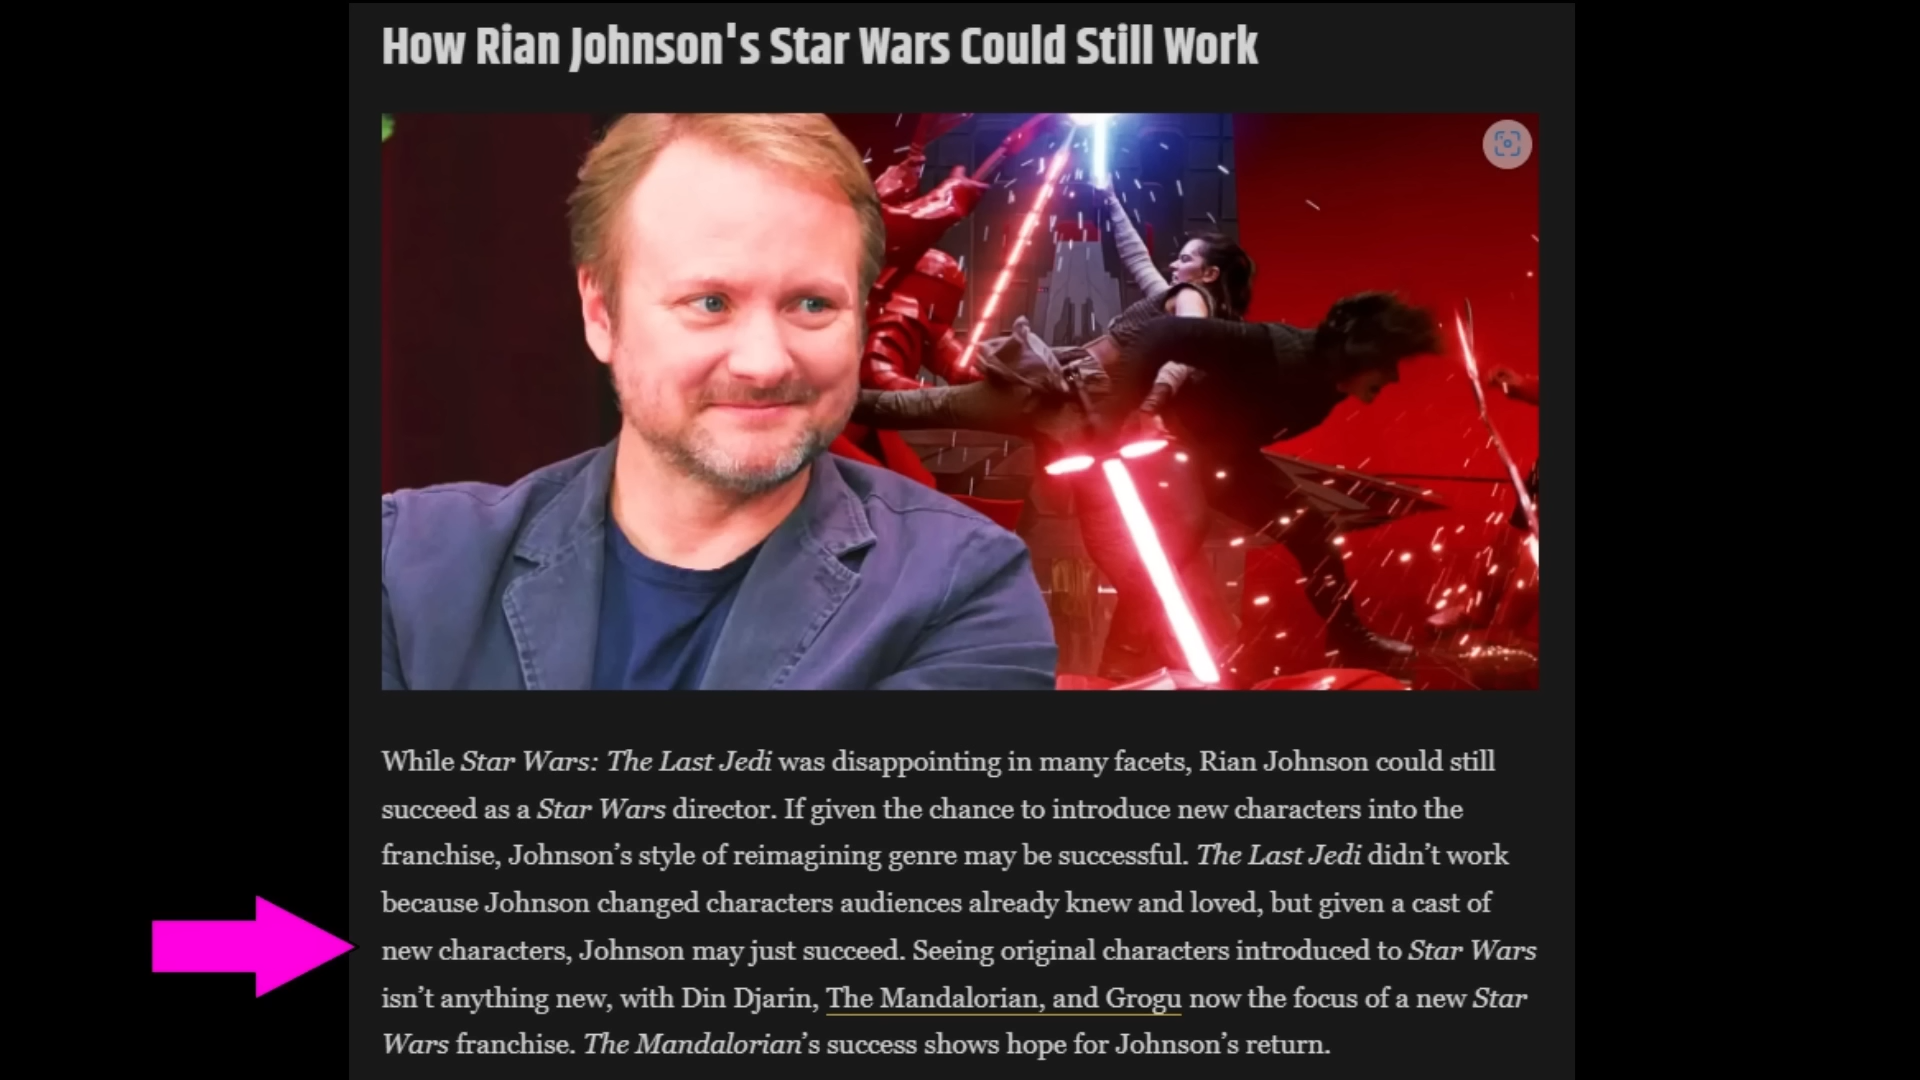 How Rian Johnson's Star Wars Could Still Work
While Star Wars: The Last Jedi was disappointing in many facets, Rian Johnson could still
succeed as a Star Wars director. If given the chance to introduce new characters into the
franchise, Johnson’s style of reimagining genre may be successful. The Last Jedi didn’t work
because Johnson changed characters audiences already knew and loved, but given a cast of
new characters, Johnson may just succeed. Seeing original characters introduced to Star Wars
isn’t anything new, with Din Djarin, The Mandalorian, and Grogu now the focus of a new Star
Wars franchise. The Mandalorian’s success shows hope for Johnson’s return.